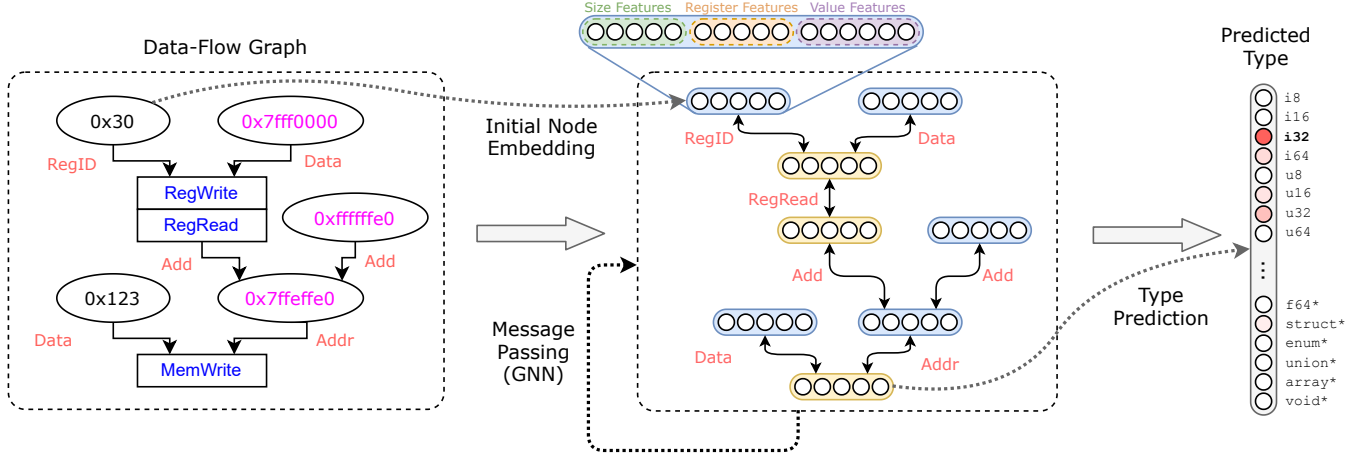 Size Features Register Features Value Features
Data-Flow Graph
Predicted
Type
0x30
0x7fff0000
RegID
Data
RegWrite
RegRead
0xffffffe0
Add
Add
0x123
0x7ffeffe0
Data
Addr
MemWrite
Initial Node
Embedding
Message
Passing
(GNN)
RegID
Data
RegRead
Add
Add
Data
Addr
Type
Prediction
i8
i16
i32
i64
u8
u16
u32
u64
...
f64*
struct*
enum*
union*
array*
void*